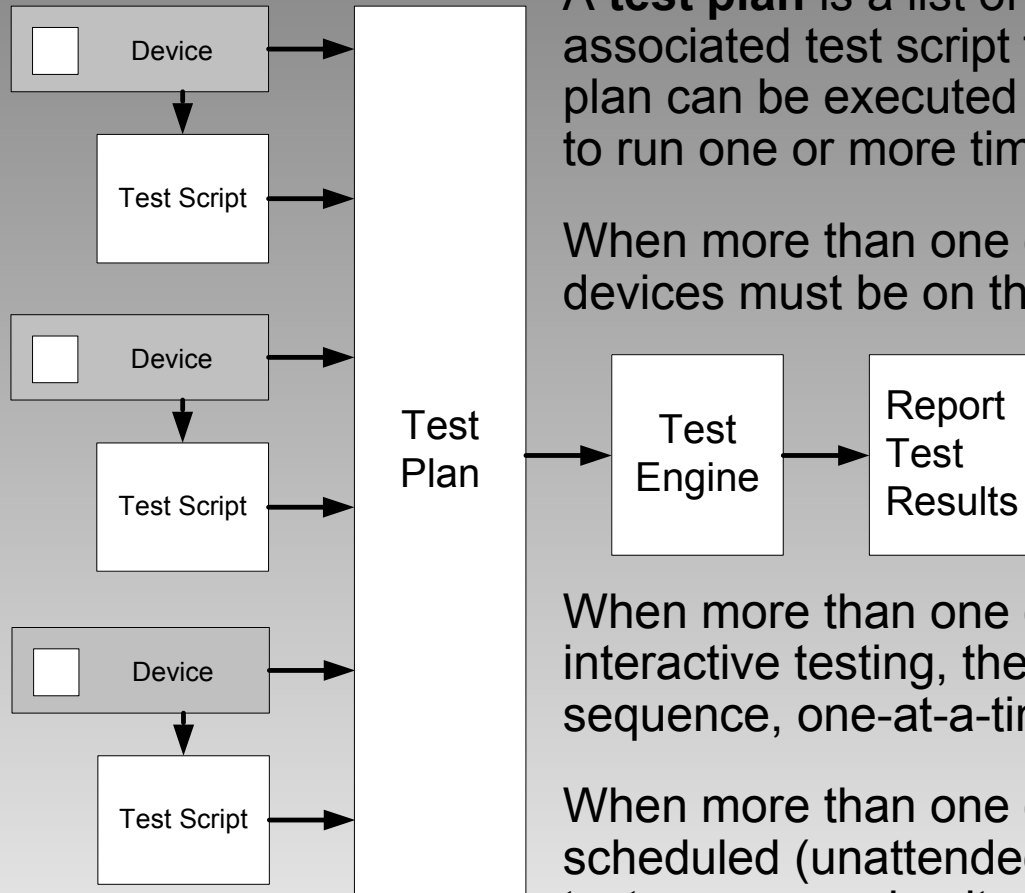 Device
Test Script
Device
Test Script
Device
Test Script
Test
Plan
A test plan is a list of
associated test script
plan can be executed
to run one or more tim
When more than one
devices must be on th
Test
Engine
Report
Test
Results
When more than one
interactive testing, the
sequence, one-at-a-tim
When more than one
scheduled (unattended